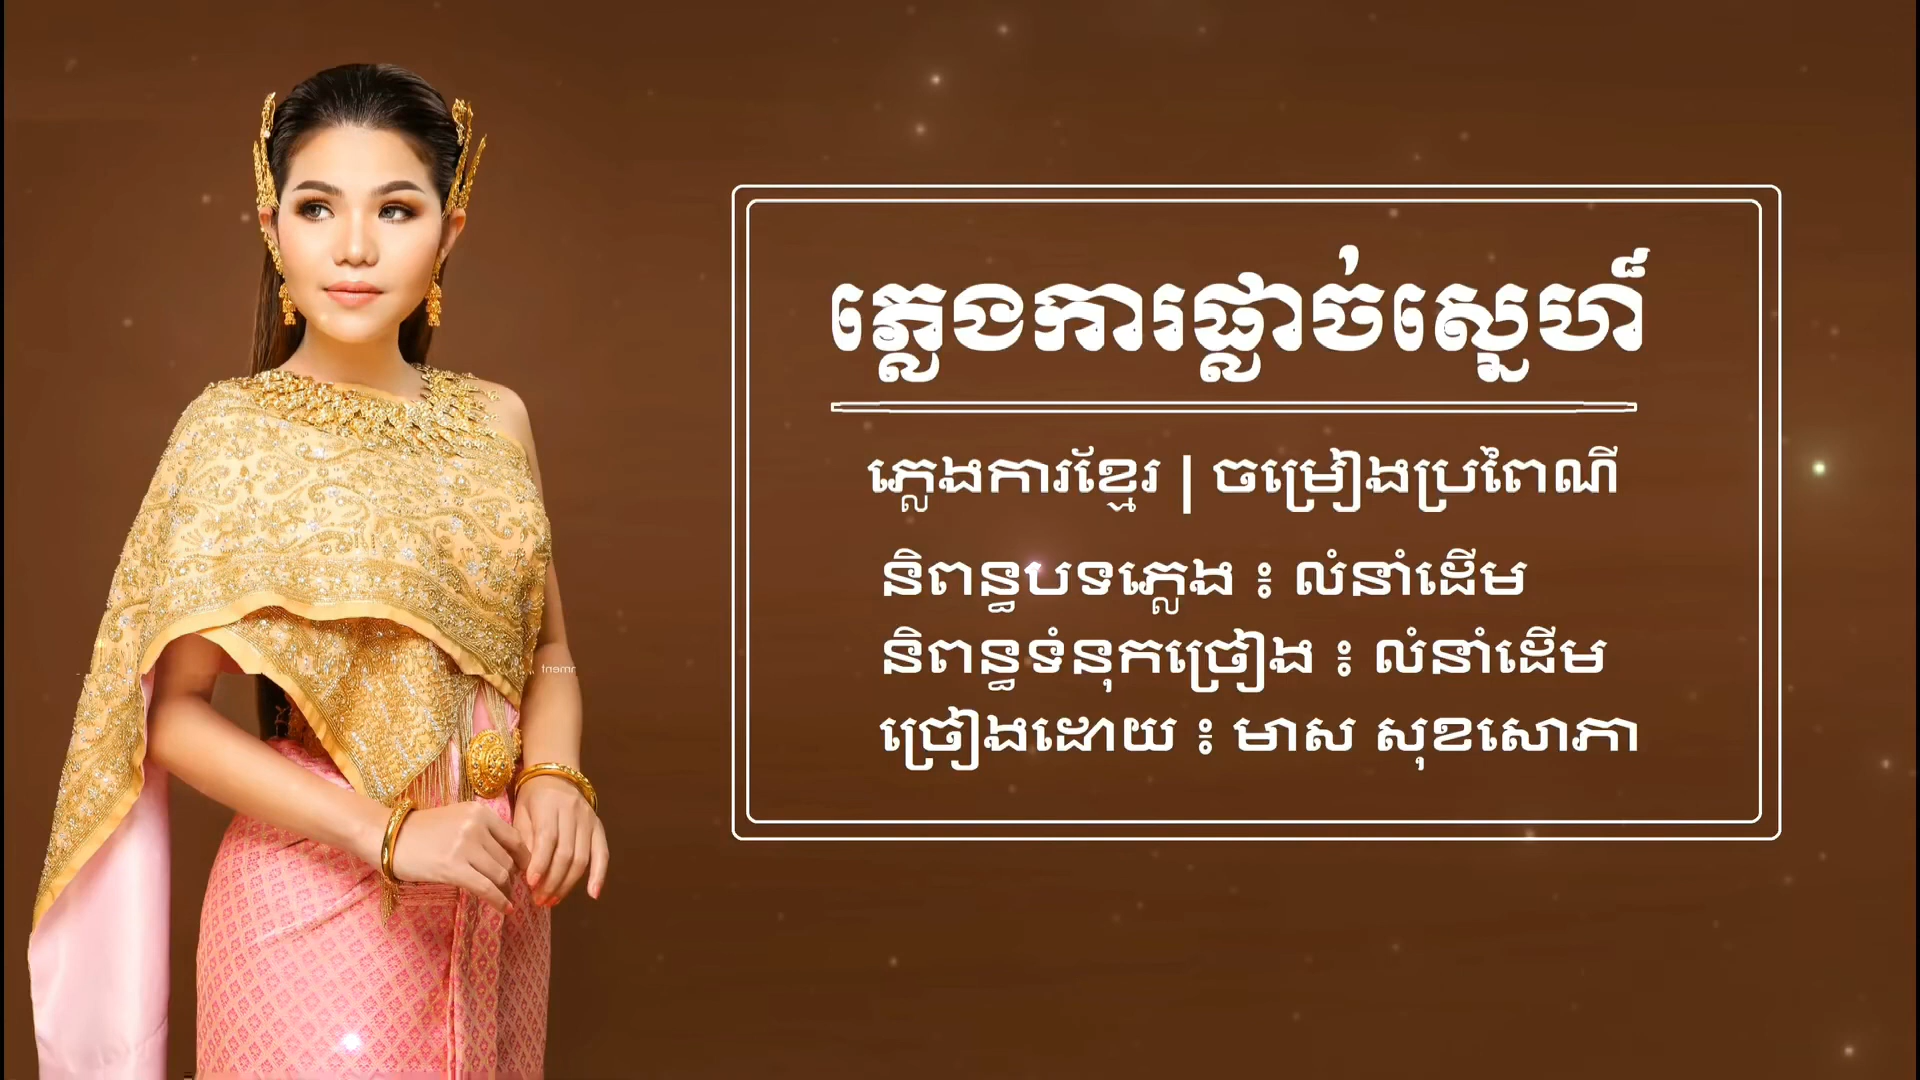 ភ្លេងការផ្លាច់ស្នេហ៍
ភ្លេងការខ្មែរ | ចម្រៀងប្រពៃណី
និពន្ធបទភ្លេង ៖ លំនាំដើម
និពន្ធទំនុកច្រៀង ៖ លំនាំដើម
ច្រៀងដោយ ៖ មាស សុខសោភា